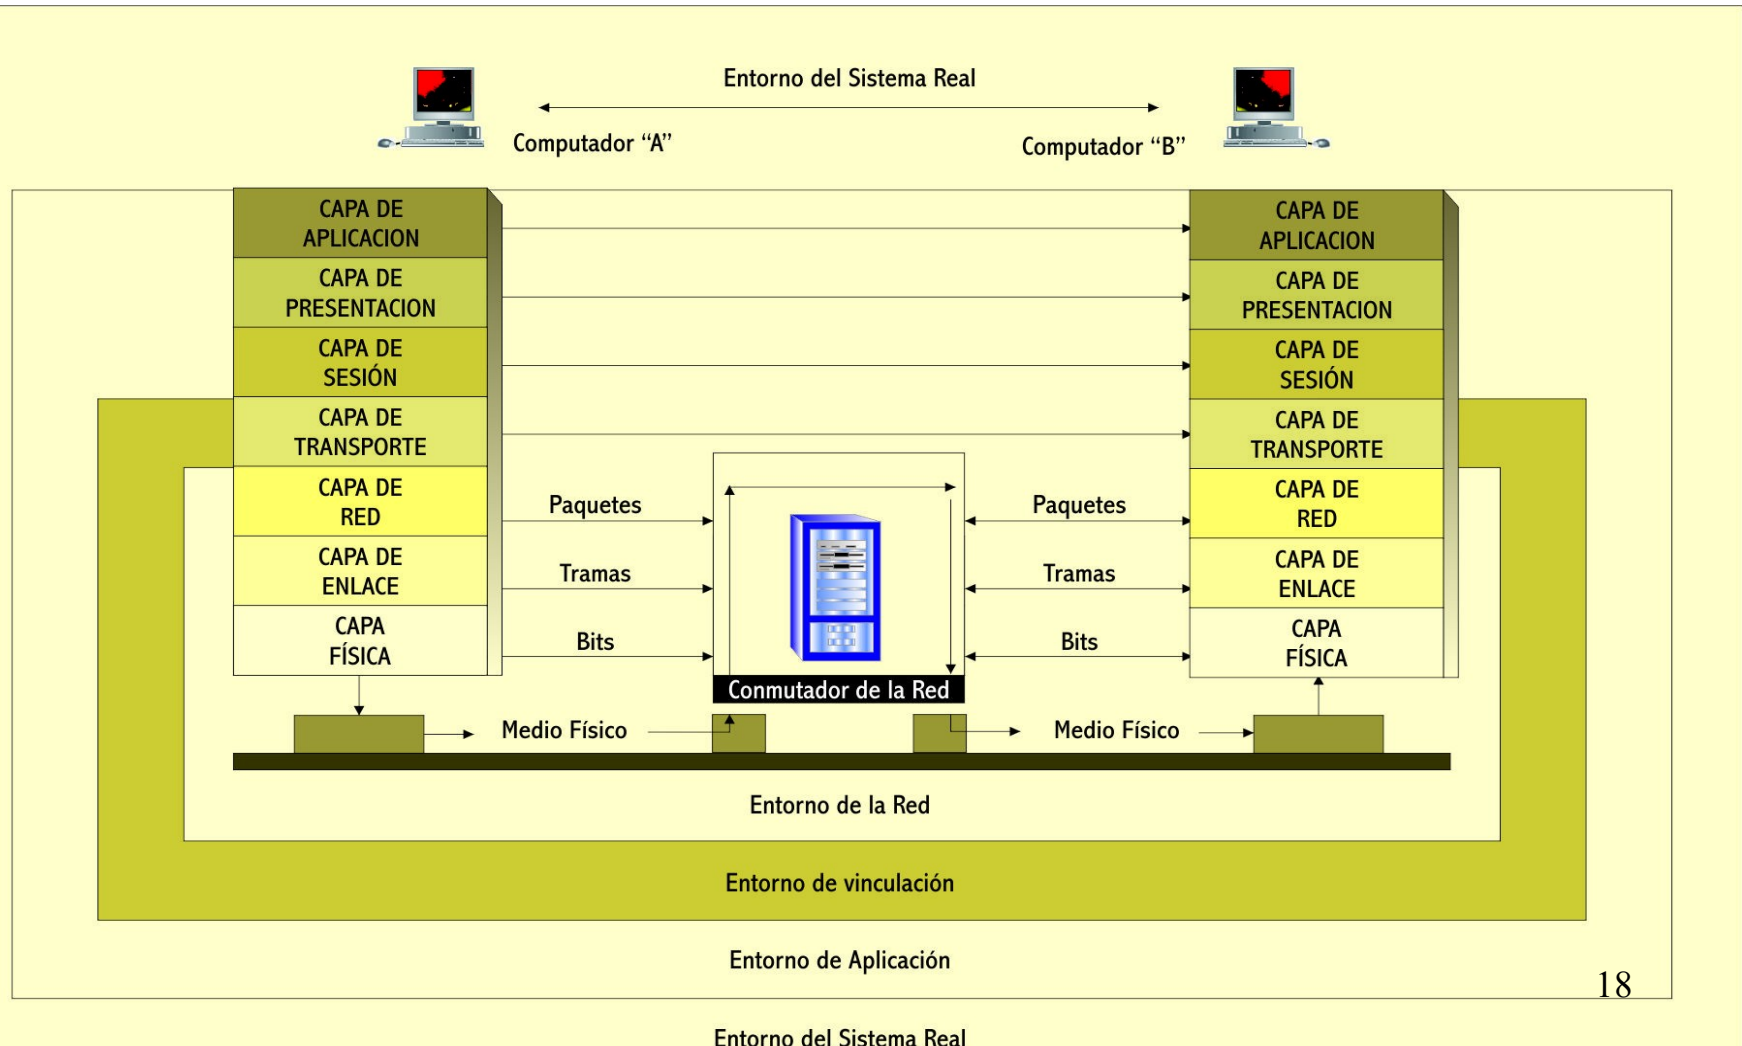 Entorno del Sistema Real
Computador “A”
Computador “B”
CAPA DE
APLICACION
CAPA DE
PRESENTACION
CAPA DE
SESIÓN
CAPA DE
TRANSPORTE
CAPA DE
RED
CAPA DE
ENLACE
CAPA
FÍSICA
Paquetes
Tramas
Bits
Conmutador de la Red
Paquetes
Tramas
Bits
CAPA DE
APLICACION
CAPA DE
PRESENTACION
CAPA DE
SESIÓN
CAPA DE
TRANSPORTE
CAPA DE
RED
CAPA DE
ENLACE
CAPA
FÍSICA
Medio Físico
Medio Físico
Entorno de la Red
Entorno de vinculación
Entorno de Aplicación
18
Entorno del Sistema Real